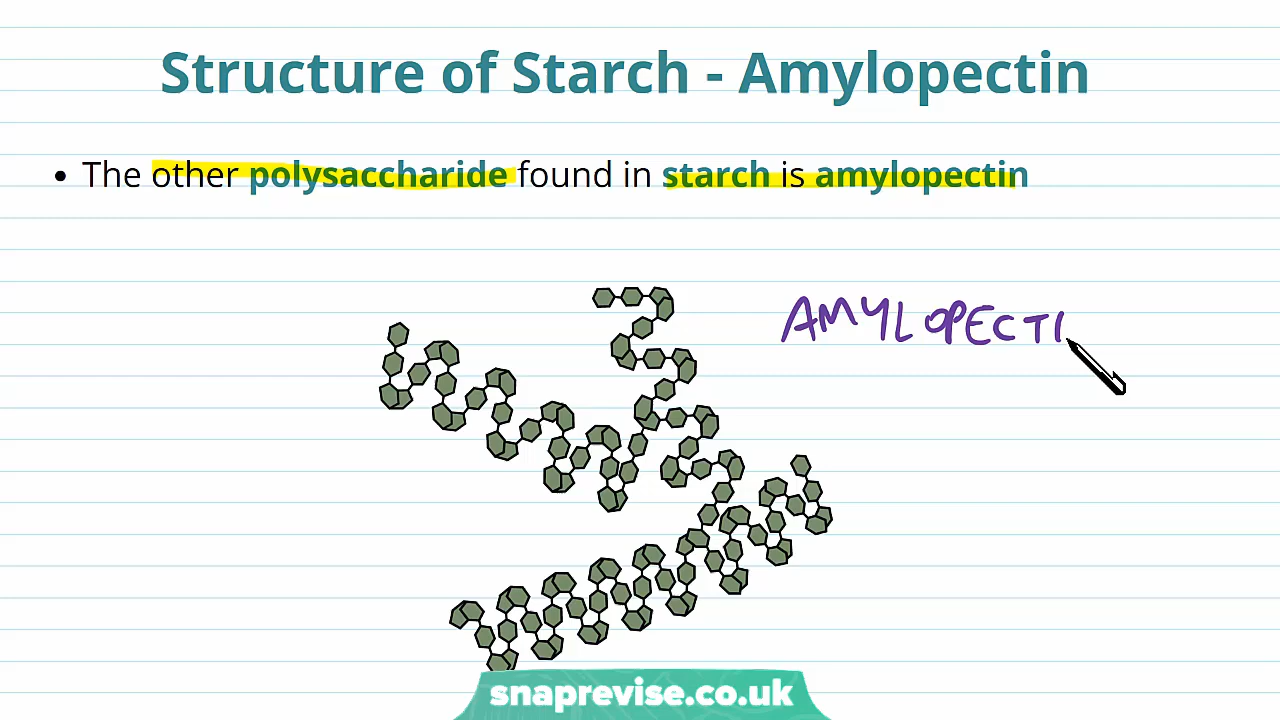 Structure of Starch - Amylopectin
• The other polysaccharide found in starch is amylopectin
AMYLOPECTI
snaprevise.co.uk